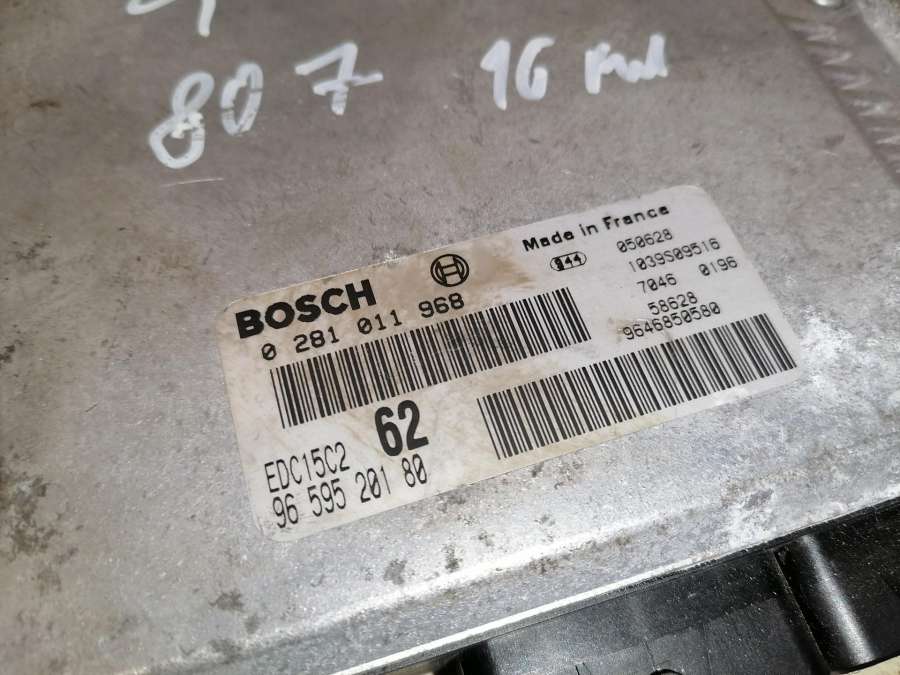 807 16
Made in France
BOSCH
0 281 011 968
050628
1039S09516
7046 0196
58628
9646850580
62
EDC15C2
96 595 201 80